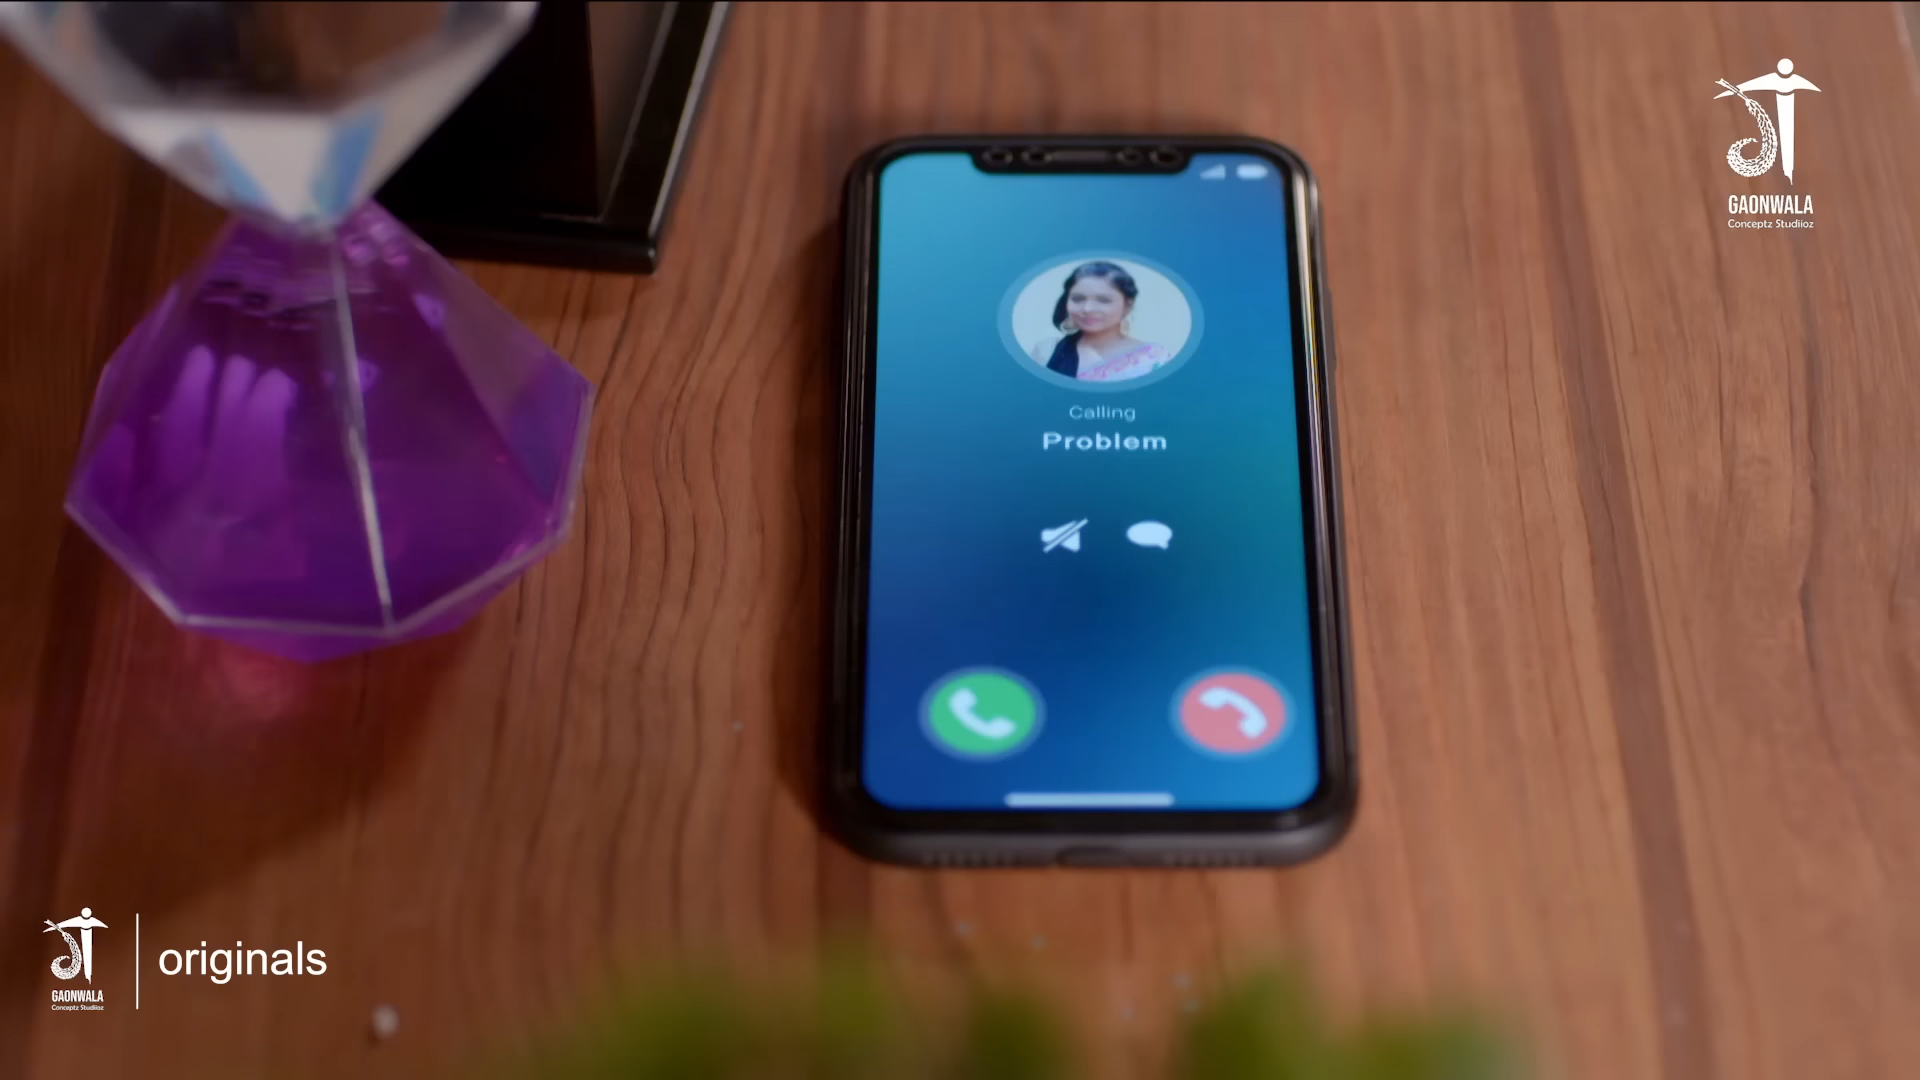 GAONWALA
Conceptz Studiioz
Calling
Problem
originals
GAONWALA
Conceptz Studiioz